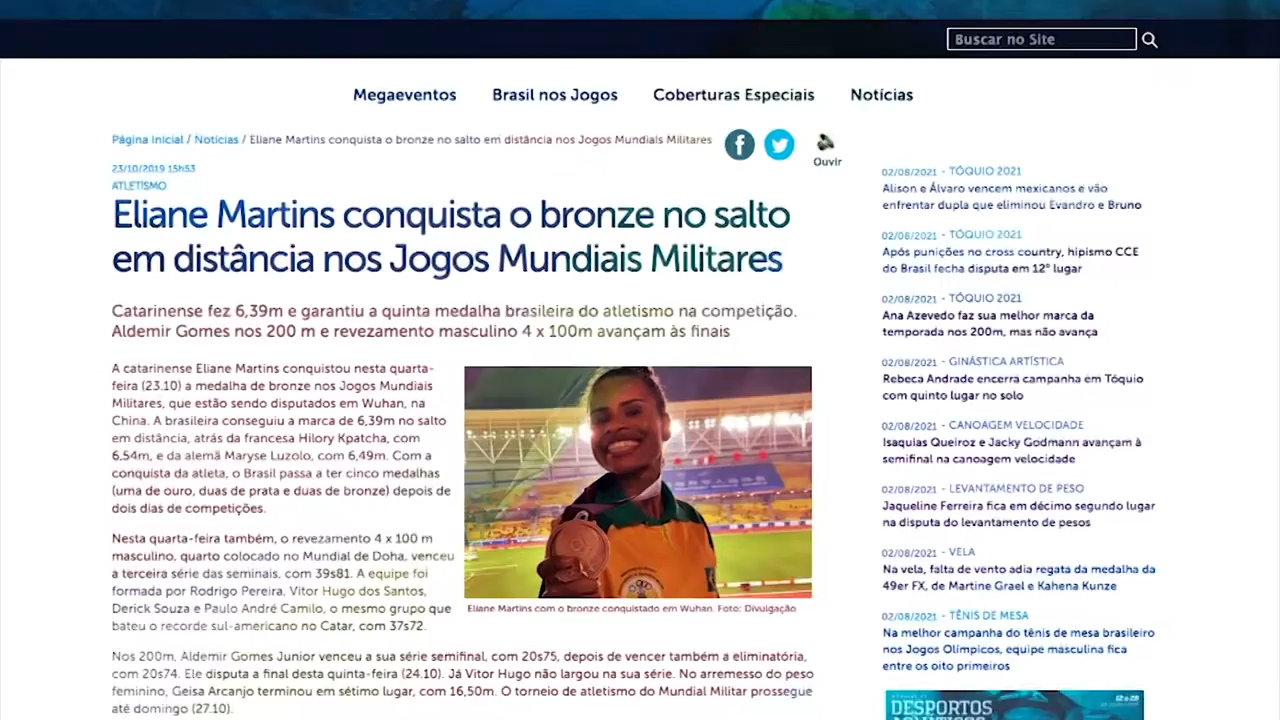 Buscar no Site
Megaeventos Brasil nos Jogos Coberturas Especiais Notícias
Página Inicial / Notícias / Eliane Martins conquista o bronze no salto em distância nos Jogos Mundiais Militares
Ouvir
23/10/2019 15h53
ATLETISMO
Eliane Martins conquista o bronze no salto
em distância nos Jogos Mundiais Militares
Catarinense fez 6,39m e garantiu a quinta medalha brasileira do atletismo na competição.
Aldemir Gomes nos 200 m e revezamento masculino 4 x 100m avançam às finais
A catarinense Eliane Martins conquistou nesta quarta-
feira (23.10) a medalha de bronze nos Jogos Mundiais
Militares, que estão sendo disputados em Wuhan, na
China. A brasileira conseguiu a marca de 6,39m no salto
em distância, atrás da francesa Hilory Kpatcha, com
6,54m, e da alemã Maryse Luzolo, com 6,49m. Com a
conquista da atleta, o Brasil passa a ter cinco medalhas
(uma de ouro, duas de prata e duas de bronze) depois de
dois dias de competições.
Nesta quarta-feira também, o revezamento 4 x 100 m
masculino, quarto colocado no Mundial de Doha, venceu
a terceira série das seminais, com 39s81. A equipe foi
formada por Rodrigo Pereira, Vitor Hugo dos Santos,
Derick Souza e Paulo André Camilo, o mesmo grupo que
bateu o recorde sul-americano no Catar, com 37s72.
Eliane Martins com o bronze conquistado em Wuhan. Foto: Divulgação
Nos 200m, Aldemir Gomes Junior venceu a sua série semifinal, com 20s75, depois de vencer também a eliminatória,
com 20s74. Ele disputa a final desta quinta-feira (24.10). Já Vitor Hugo não largou na sua série. No arremesso do peso
feminino, Geisa Arcanjo terminou em sétimo lugar, com 16,50m. O torneio de atletismo do Mundial Militar prossegue
até domingo (27.10).
02/08/2021 - TÓQUIO 2021
Alison e Álvaro vencem mexicanos e vão
enfrentar dupla que eliminou Evandro e Bruno
02/08/2021 - TÓQUIO 2021
Após punições no cross country, hipismo CCE
do Brasil fecha disputa em 12º lugar
02/08/2021 - TÓQUIO 2021
Ana Azevedo faz sua melhor marca da
temporada nos 200m, mas não avança
02/08/2021 - GINÁSTICA ARTÍSTICA
Rebeca Andrade encerra campanha em Tóquio
com quinto lugar no solo
02/08/2021 - CANOAGEM VELOCIDADE
Isaquias Queiroz e Jacky Godmann avançam à
semifinal na canoagem velocidade
02/08/2021 - LEVANTAMENTO DE PESO
Jaqueline Ferreira fica em décimo segundo lugar
na disputa do levantamento de pesos
02/08/2021 - VELA
Na vela, falta de vento adia regata da medalha da
49er FX, de Martine Grael e Kahena Kunze
02/08/2021 - TÊNIS DE MESA
Na melhor campanha do tênis de mesa brasileiro
nos Jogos Olímpicos, equipe masculina fica
entre os oito primeiros
DESPORTOS